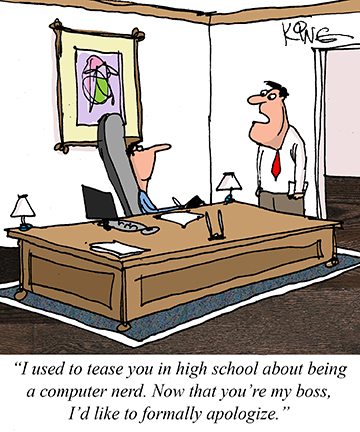 KING
“I used to tease you in high school about being
a computer nerd. Now that you’re my boss,
I’d like to formally apologize.”